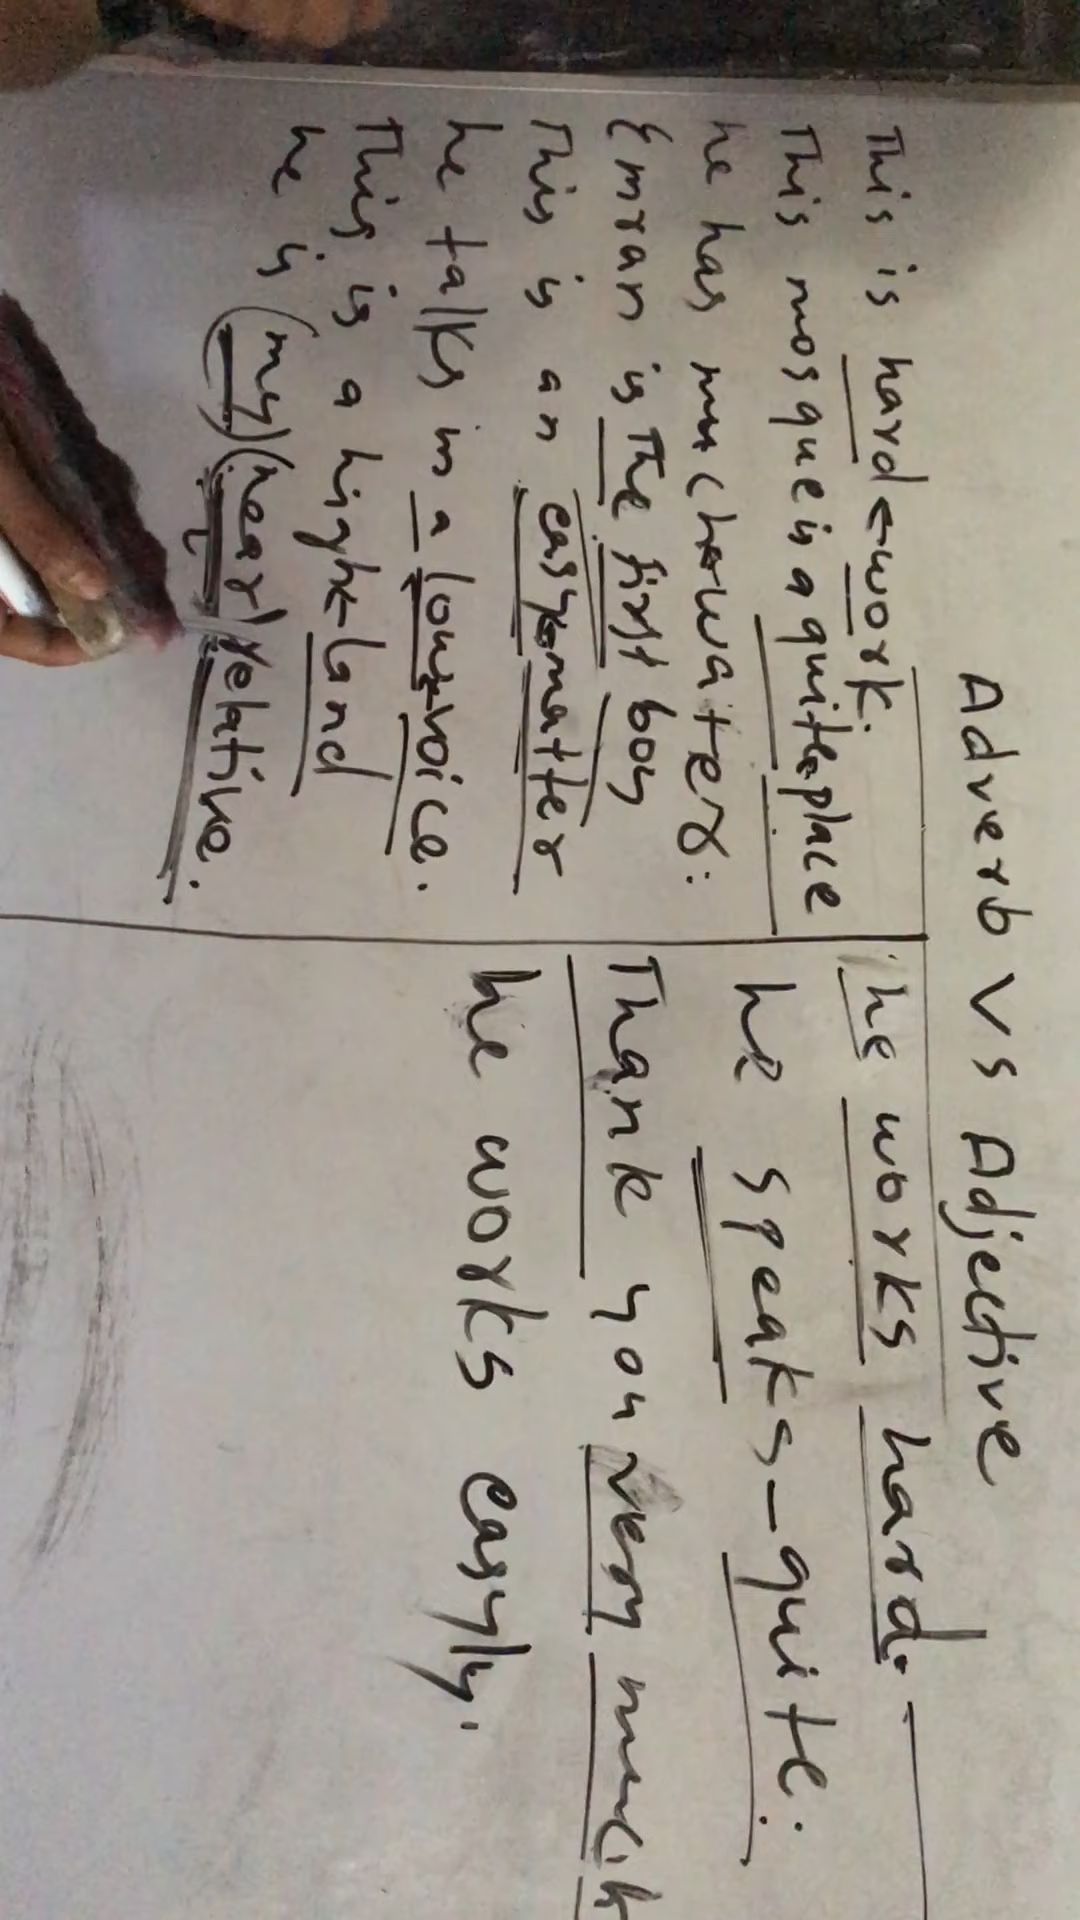 Adverb vs Adjective
This is hard work.
This mosque is a quite place
he has much water:
Emran is The first boy
This is an easy matter
he talks in a low voice.
This is a high land
he is (my) (near) relative.
he works hard.
he speaks - quite.
Thank you very much
he works easyly.